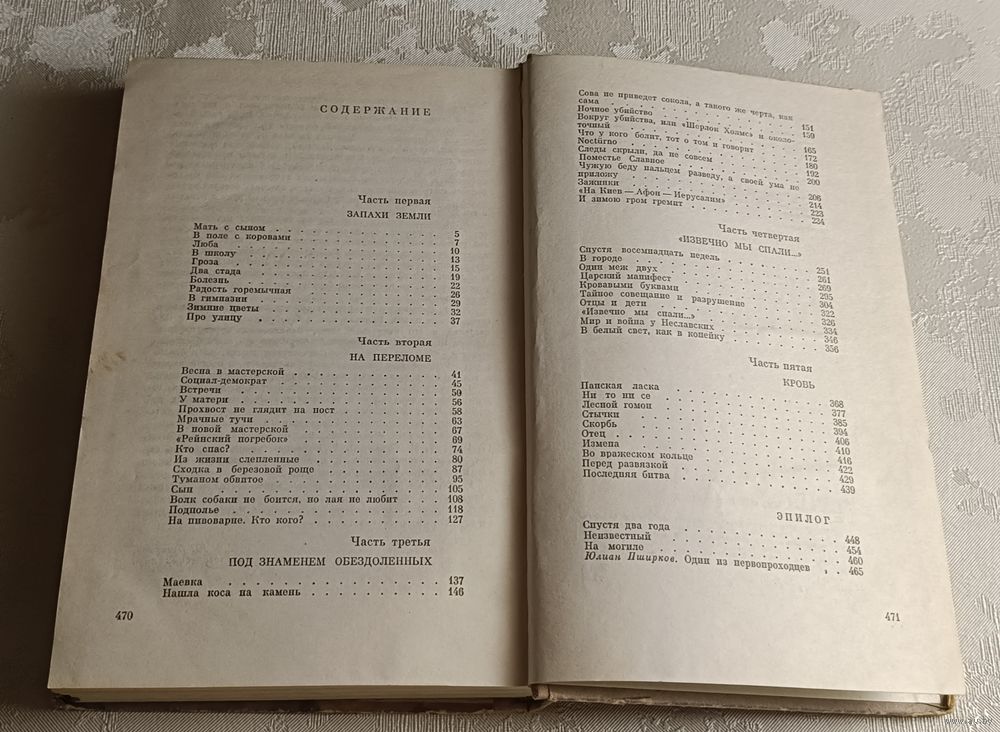 СОДЕРЖАНИЕ
Часть первая
ЗАПАХИ ЗЕМЛИ
Мать с сыном . . . 5
В поле с коровами . . . 7
Люба . . . 10
В школу . . . 13
Гроза . . . 15
Два стада . . . 19
Болезнь . . . 22
Радость горемычная . . . 26
В гимназии . . . 29
Зимние цветы . . . 32
Про улицу . . . 37
Часть вторая
НА ПЕРЕЛОМЕ
Весна в мастерской . . . 41
Социал-демократ . . . 45
Встречи . . . 50
У матери . . . 56
Прохвост не глядит на пост . . . 58
Мрачные тучи . . . 63
В новой мастерской . . . 67
«Рейнский погребок» . . . 69
Кто спас? . . . 74
Из жизни слепленные . . . 80
Сходка в березовой роще . . . 87
Туманом обвитое . . . 95
Сын . . . 105
Волк собаки не боится, но лая не любит . . . 108
Подполье . . . 118
На пивоварне. Кто кого? . . . 127
Часть третья
ПОД ЗНАМЕНЕМ ОБЕЗДОЛЕННЫХ
Маевка . . . 137
Нашла коса на камень . . . 146
470
Сова не приведет сокола, а такого же черта, как
сама . . . 151
Ночное убийство . . . 159
Вокруг убийства, или «Шерлок Холмс» и около-
точный . . . 165
Что у кого болит, тот о том и говорит . . . 172
Nocturno . . . 180
Следы скрыли, да не совсем . . . 192
Поместье Славное . . . 200
Чужую беду пальцем разведу, а своей ума не
приложу . . . 206
Зажинки . . . 214
«На Киев — Афон — Иерусалим» . . . 223
И зимою гром гремит . . . 234
Часть четвертая
«ИЗВЕЧНО МЫ СПАЛИ...»
Спустя восемнадцать недель . . . 251
В городе . . . 261
Один меж двух . . . 269
Царский манифест . . . 295
Кровавыми буквами . . . 304
Тайное совещание и разрушение . . . 322
Отцы и дети . . . 326
«Извечно мы спали...» . . . 334
Мир и война у Неславских . . . 346
В белый свет, как в копейку . . . 356
Часть пятая
КРОВЬ
Панская ласка . . . 368
Ни то ни се . . . 377
Лесной гомон . . . 385
Стычки . . . 394
Скорбь . . . 406
Отец . . . 410
Измена . . . 416
Во вражеском кольце . . . 422
Перед развязкой . . . 429
Последняя битва . . . 439
ЭПИЛОГ
Спустя два года . . . 448
Неизвестный . . . 454
На могиле . . . 460
Юлиан Пширков. Один из первопроходцев . . . 465
471